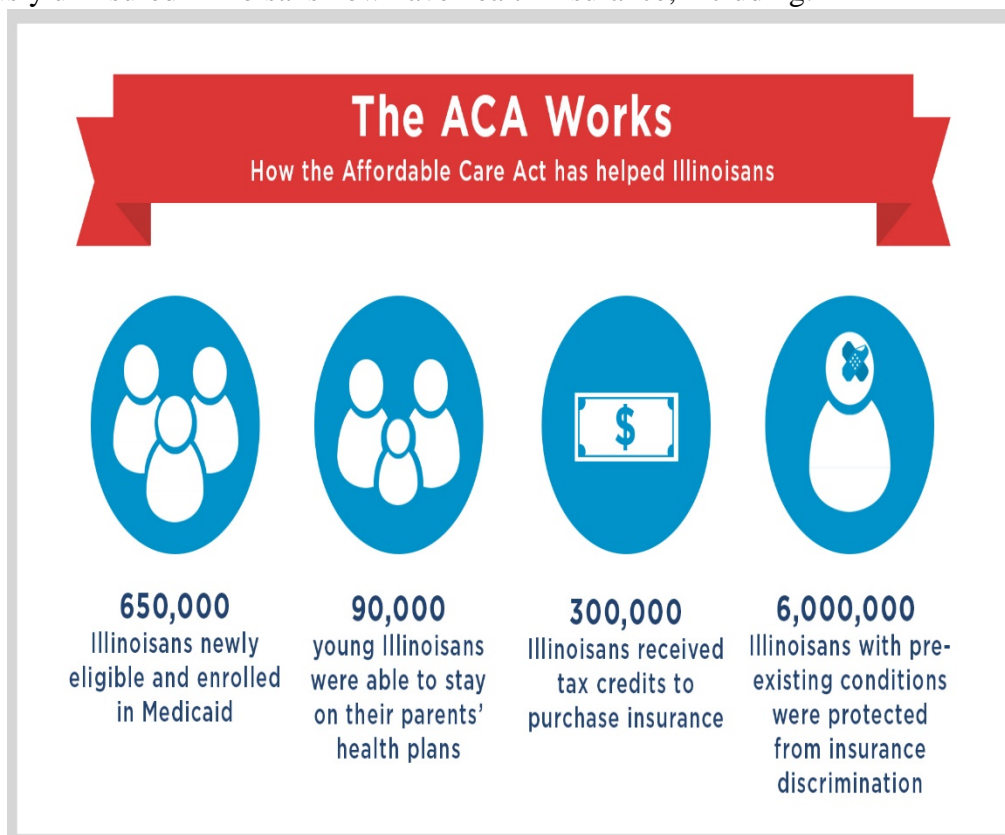 The ACA Works
How the Affordable Care Act has helped Illinoisans
$
650,000
Illinoisans newly
eligible and enrolled
in Medicaid
90,000
young Illinoisans
were able to stay
on their parents’
health plans
300,000
Illinoisans received
tax credits to
purchase insurance
6,000,000
Illinoisans with pre-
existing conditions
were protected
from insurance
discrimination